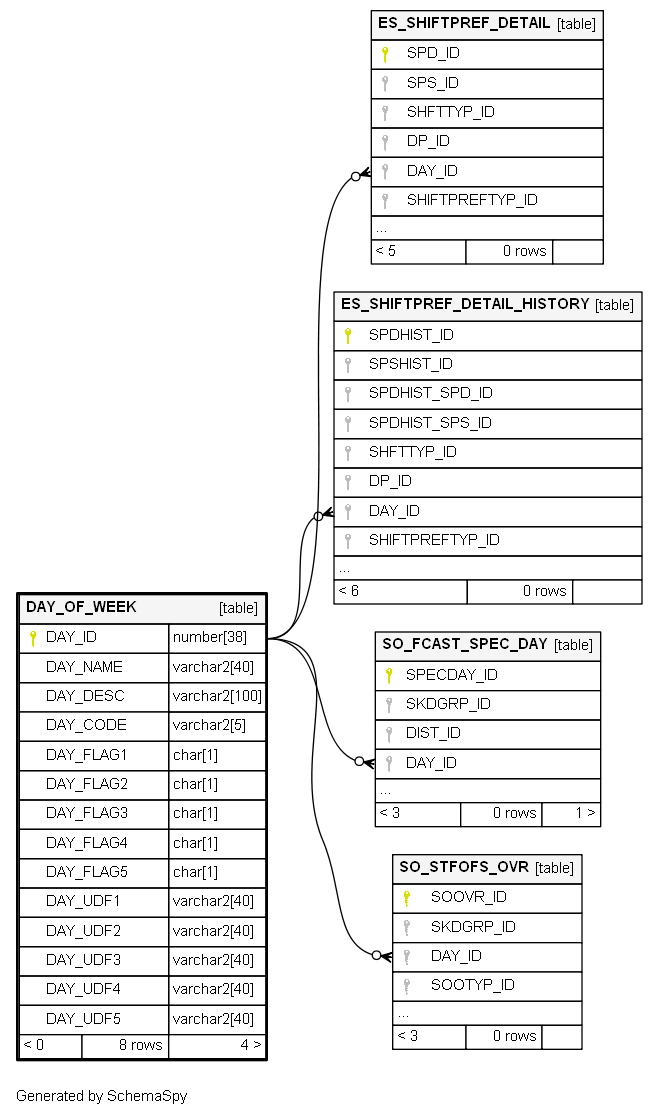 ES_SHIFTPREF_DETAIL [table]
SPD_ID
SPS_ID
SHFTTYP_ID
DP_ID
DAY_ID
SHIFTPREFTYP_ID
...
< 5 0 rows
ES_SHIFTPREF_DETAIL_HISTORY [table]
SPDHIST_ID
SPSHIST_ID
SPDHIST_SPD_ID
SPDHIST_SPS_ID
SHFTTYP_ID
DP_ID
DAY_ID
SHIFTPREFTYP_ID
...
< 6 0 rows
DAY_OF_WEEK [table]
DAY_ID number[38]
DAY_NAME varchar2[40]
DAY_DESC varchar2[100]
DAY_CODE varchar2[5]
DAY_FLAG1 char[1]
DAY_FLAG2 char[1]
DAY_FLAG3 char[1]
DAY_FLAG4 char[1]
DAY_FLAG5 char[1]
DAY_UDF1 varchar2[40]
DAY_UDF2 varchar2[40]
DAY_UDF3 varchar2[40]
DAY_UDF4 varchar2[40]
DAY_UDF5 varchar2[40]
< 0 8 rows 4 >
SO_FCAST_SPEC_DAY [table]
SPECDAY_ID
SKDGRP_ID
DIST_ID
DAY_ID
...
< 3 0 rows 1 >
SO_STFOFS_OVR [table]
SOOVR_ID
SKDGRP_ID
DAY_ID
SOOTYP_ID
...
< 3 0 rows
Generated by SchemaSpy